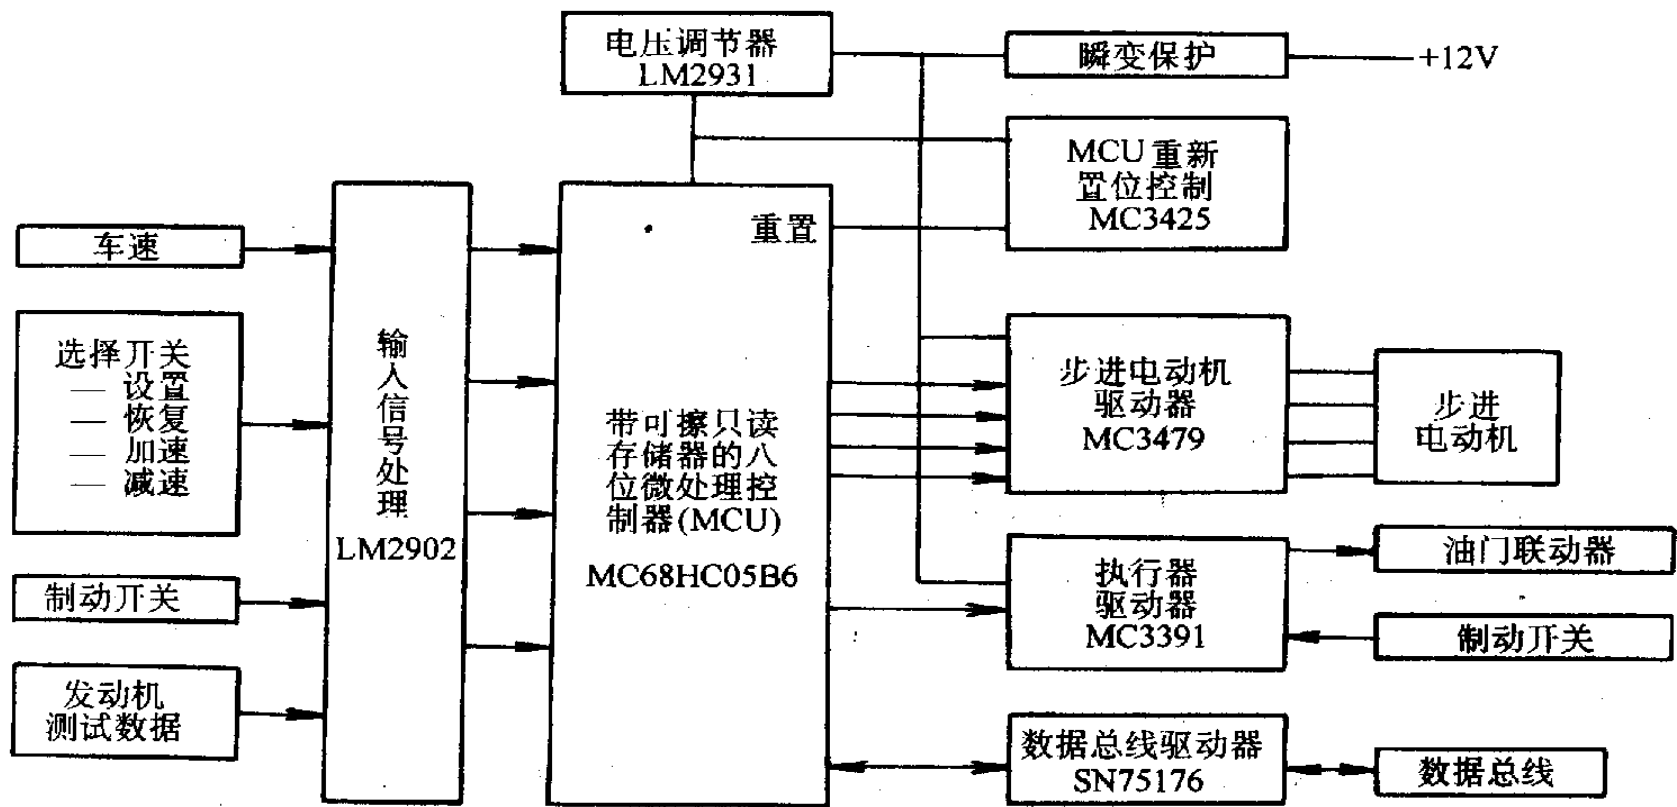 电压调节器
LM2931
瞬变保护
+12V
MCU重新
置位控制
MC3425
重置
车速
选择开关
— 设置
— 恢复
— 加速
— 减速
制动开关
发动机
测试数据
输入信号处理
LM2902
带可擦只读
存储器的八
位微处理控
制器(MCU)
MC68HC05B6
步进电动机
驱动器
MC3479
步进
电动机
执行器
驱动器
MC3391
油门联动器
制动开关
数据总线驱动器
SN75176
数据总线